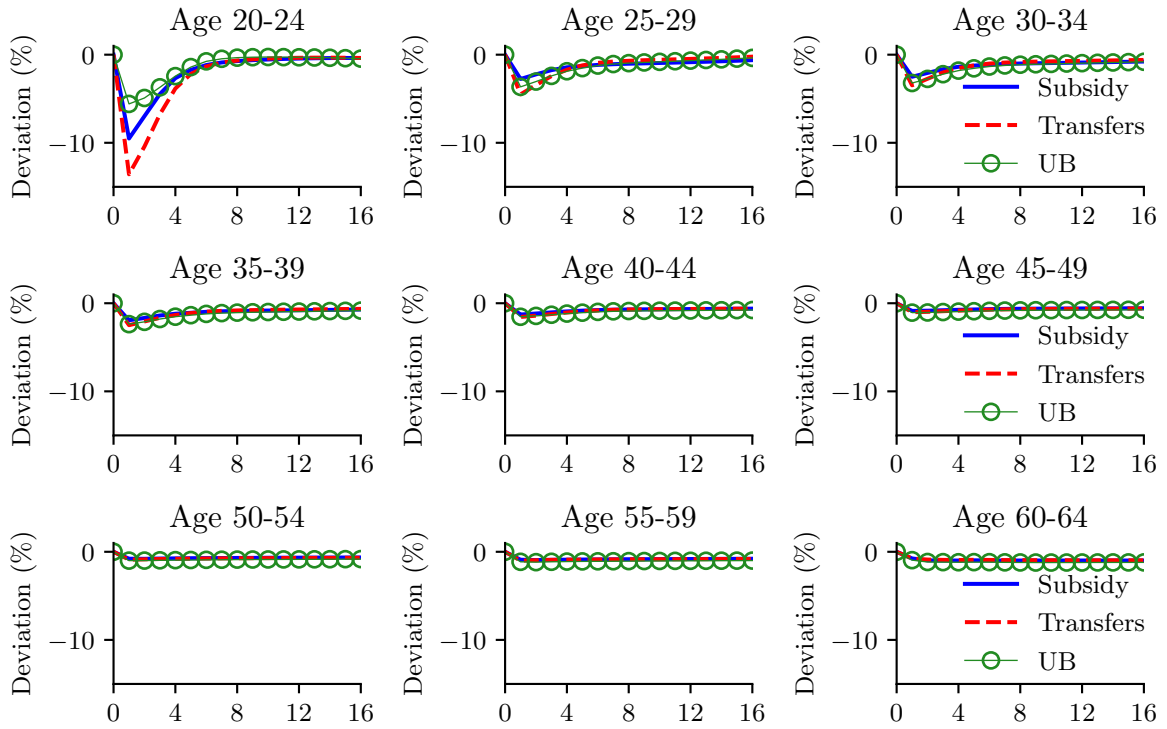 Age 20-24
Age 25-29
Age 30-34
Deviation (%)
0
−10
0 4 8 12 16
Deviation (%)
0
−10
0 4 8 12 16
Deviation (%)
0
−10
Subsidy
Transfers
UB
0 4 8 12 16
Age 35-39
Age 40-44
Age 45-49
Deviation (%)
0
−10
0 4 8 12 16
Deviation (%)
0
−10
0 4 8 12 16
Deviation (%)
0
−10
Subsidy
Transfers
UB
0 4 8 12 16
Age 50-54
Age 55-59
Age 60-64
Deviation (%)
0
−10
0 4 8 12 16
Deviation (%)
0
−10
0 4 8 12 16
Deviation (%)
0
−10
Subsidy
Transfers
UB
0 4 8 12 16